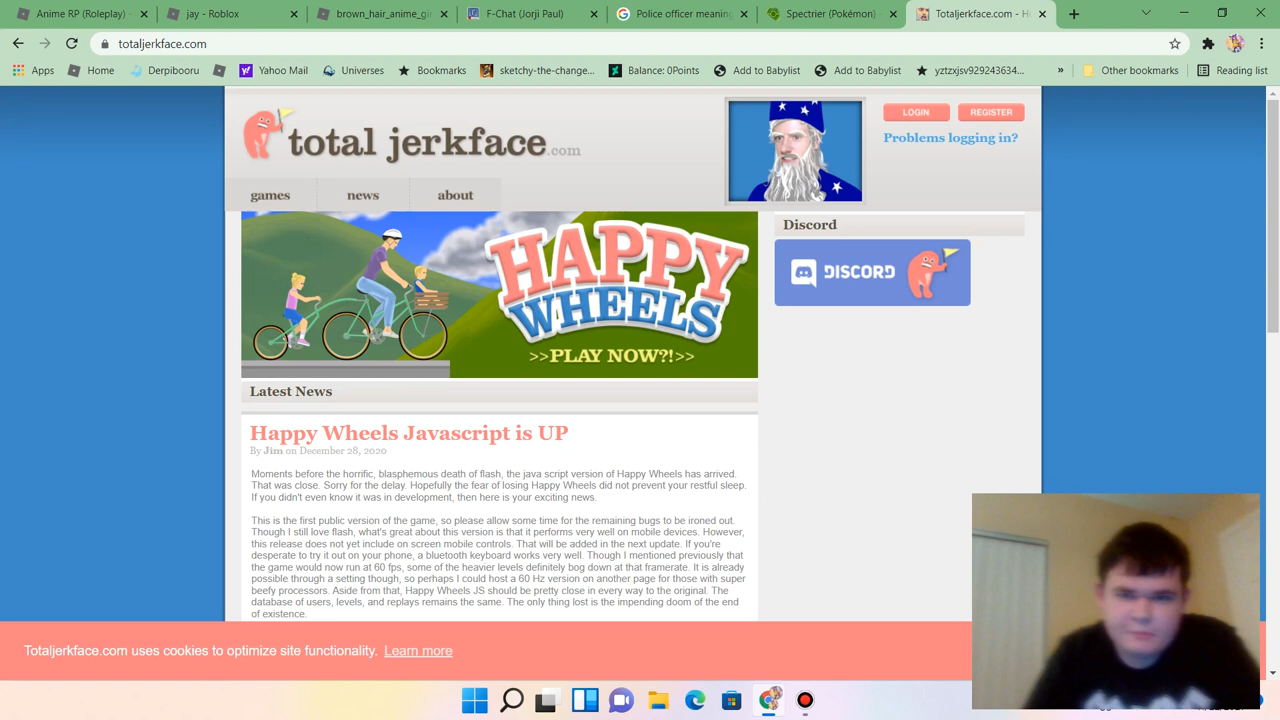 Anime RP (Roleplay) -
jay - Roblox
brown_hair_anime_gi
F-Chat (Jorji Paul)
Police officer meaning
Spectrier (Pokémon)
Totaljerkface.com - Ho
totaljerkface.com
Apps
Home
Derpibooru
Yahoo Mail
Universes
Bookmarks
sketchy-the-change...
Balance: 0Points
Add to Babylist
Add to Babylist
yztzxjsv929243634...
»
Other bookmarks
Reading list
total jerkface.com
LOGIN
REGISTER
Problems logging in?
games
news
about
HAPPY
WHEELS
>>PLAY NOW?!>>
Discord
DISCORD
Latest News
Happy Wheels Javascript is UP
By Jim on December 28, 2020
Moments before the horrific, blasphemous death of flash, the java script version of Happy Wheels has arrived.
That was close. Sorry for the delay. Hopefully the fear of losing Happy Wheels did not prevent your restful sleep.
If you didn't even know it was in development, then here is your exciting news.
This is the first public version of the game, so please allow some time for the remaining bugs to be ironed out.
Though I still love flash, what's great about this version is that it performs very well on mobile devices. However,
this release does not yet include on screen mobile controls. That will be added in the next update. If you're
desperate to try it out on your phone, a bluetooth keyboard works very well. Though I mentioned previously that
the game would now run at 60 fps, some of the heavier levels definitely bog down at that framerate. It is already
possible through a setting though, so perhaps I could host a 60 Hz version on another page for those with super
beefy processors. Aside from that, Happy Wheels JS should be pretty close in every way to the original. The
database of users, levels, and replays remains the same. The only thing lost is the impending doom of the end
of existence.
Totaljerkface.com uses cookies to optimize site functionality. Learn more